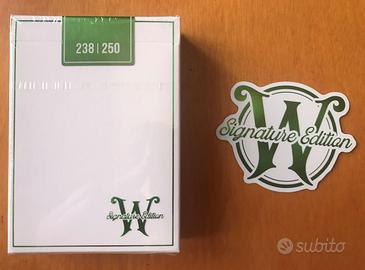 238 | 250
W
Signature Edition
W
Signature Edition
subito